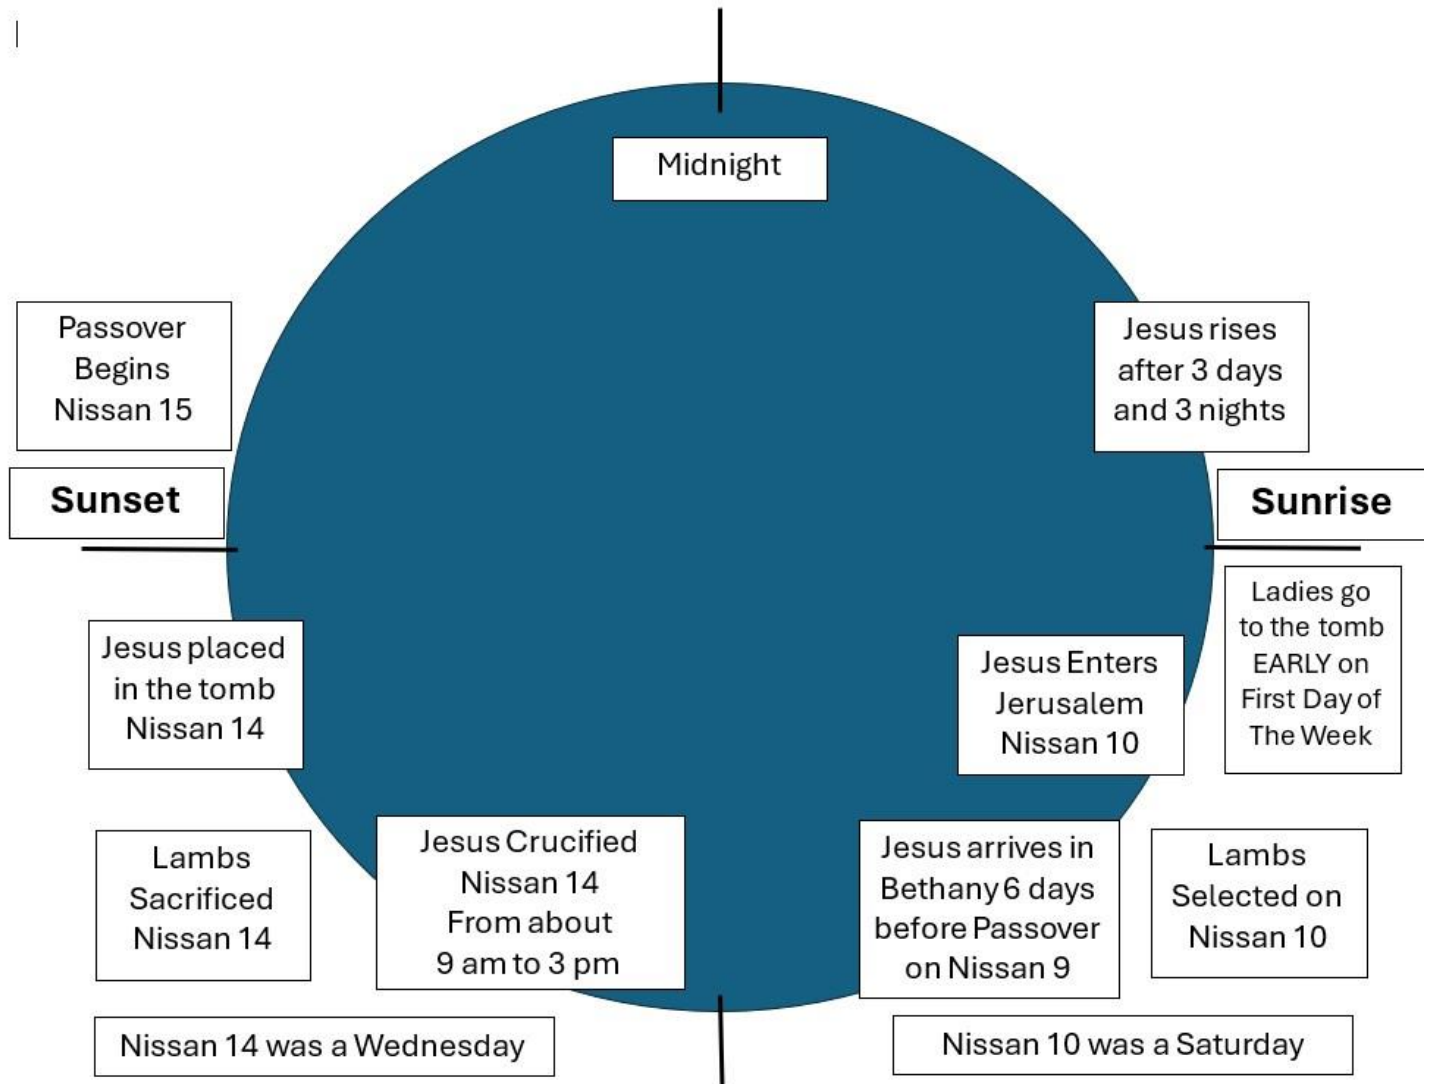 Midnight
Passover
Begins
Nissan 15
Jesus rises
after 3 days
and 3 nights
Sunset
Sunrise
Jesus placed
in the tomb
Nissan 14
Jesus Enters
Jerusalem
Nissan 10
Ladies go
to the tomb
EARLY on
First Day of
The Week
Lambs
Sacrificed
Nissan 14
Jesus Crucified
Nissan 14
From about
9 am to 3 pm
Jesus arrives in
Bethany 6 days
before Passover
on Nissan 9
Lambs
Selected on
Nissan 10
Nissan 14 was a Wednesday
Nissan 10 was a Saturday